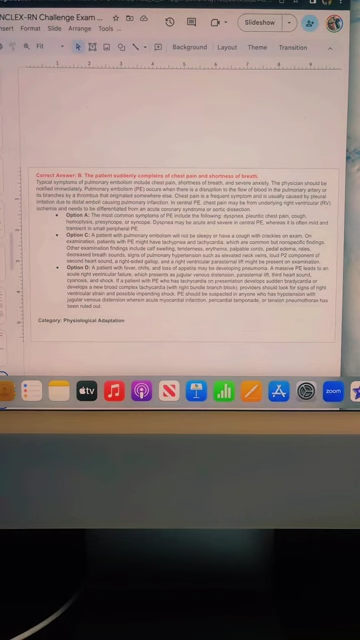 NCLEX-RN Challenge Exam ...
Slideshow
nsert Format Slide Arrange Tools ...
Fit Background Layout Theme Transition
1 2 3 4 5 6 7 8 9
Correct Answer: B. The patient suddenly complains of chest pain and shortness of breath.
Typical symptoms of pulmonary embolism include chest pain, shortness of breath, and severe anxiety. The physician should be
notified immediately. Pulmonary embolism (PE) occurs when there is a disruption to the flow of blood in the pulmonary artery or
its branches by a thrombus that originated somewhere else. Chest pain is a frequent symptom and is usually caused by pleural
irritation due to distal emboli causing pulmonary infarction. In central PE, chest pain may be from underlying right ventricular (RV)
ischemia and needs to be differentiated from an acute coronary syndrome or aortic dissection.
• Option A: The most common symptoms of PE include the following: dyspnea, pleuritic chest pain, cough,
hemoptysis, presyncope, or syncope. Dyspnea may be acute and severe in central PE, whereas it is often mild and
transient in small peripheral PE.
• Option C: A patient with pulmonary embolism will not be sleepy or have a cough with crackles on exam. On
examination, patients with PE might have tachypnea and tachycardia, which are common but nonspecific findings.
Other examination findings include calf swelling, tenderness, erythema, palpable cords, pedal edema, rales,
decreased breath sounds, signs of pulmonary hypertension such as elevated neck veins, loud P2 component of
second heart sound, a right-sided gallop, and a right ventricular parasternal lift might be present on examination.
• Option D: A patient with fever, chills, and loss of appetite may be developing pneumonia. A massive PE leads to an
acute right ventricular failure, which presents as jugular venous distension, parasternal lift, third heart sound,
cyanosis, and shock. If a patient with PE who has tachycardia on presentation develops sudden bradycardia or
develops a new broad complex tachycardia (with right bundle branch block), providers should look for signs of right
ventricular strain and possible impending shock. PE should be suspected in anyone who has hypotension with
jugular venous distension wherein acute myocardial infarction, pericardial tamponade, or tension pneumothorax has
been ruled out.
Category: Physiological Adaptation
tv
zoom